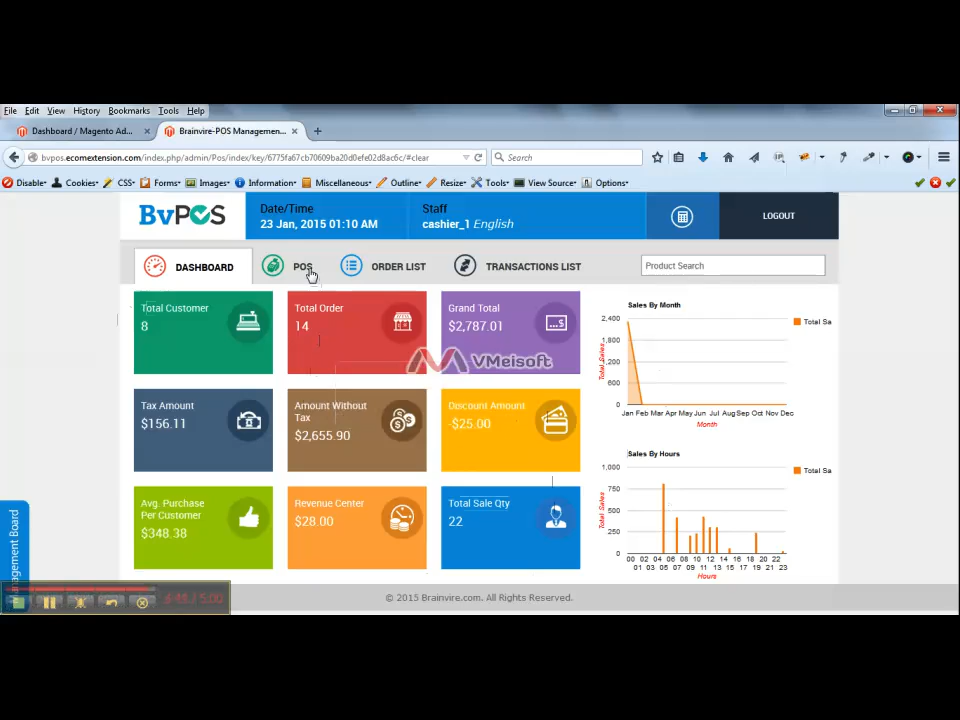 File Edit View History Bookmarks Tools Help
Dashboard / Magento Ad... × Brainvire-POS Managemen... × +
bvpos.ecomextension.com/index.php/admin/Pos/index/key/6775fa67cb70609ba20d0efe02d8ac6c/#clear Search
Disable Cookies CSS Forms Images Information Miscellaneous Outline Resize Tools View Source Options
BvPOS
Date/Time
23 Jan, 2015 01:10 AM
Staff
cashier_1 English
LOGOUT
DASHBOARD POS ORDER LIST TRANSACTIONS LIST Product Search
Total Customer
8
Total Order
14
Grand Total
$2,787.01
VMeisoft
Tax Amount
$156.11
Amount Without
Tax
$2,655.90
Discount Amount
-$25.00
Avg. Purchase
Per Customer
$348.38
Revenue Center
$28.00
Total Sale Qty
22
Sales By Month
2,400
1,800
1,200
600
0
Total Sales
Total Sa
Jan Feb Mar Apr May Jun Jul Aug Sep Oct Nov Dec
Month
Sales By Hours
1,000
750
500
250
0
Total Sales
Total Sa
00 02 04 06 08 10 12 14 16 18 20 22
01 03 05 07 09 11 13 15 17 19 21 23
Hours
Management Board
© 2015 Brainvire.com. All Rights Reserved.